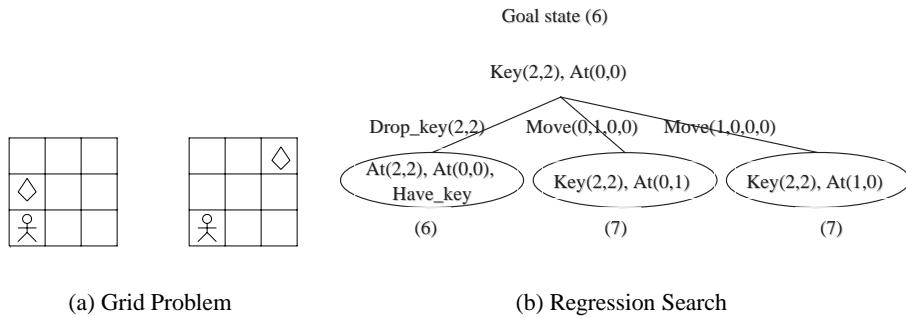 Goal state (6)
Key(2,2), At(0,0)
Drop_key(2,2) Move(0,1,0,0) Move(1,0,0,0)
At(2,2), At(0,0),
Have_key
Key(2,2), At(0,1)
Key(2,2), At(1,0)
(6) (7) (7)
(a) Grid Problem
(b) Regression Search